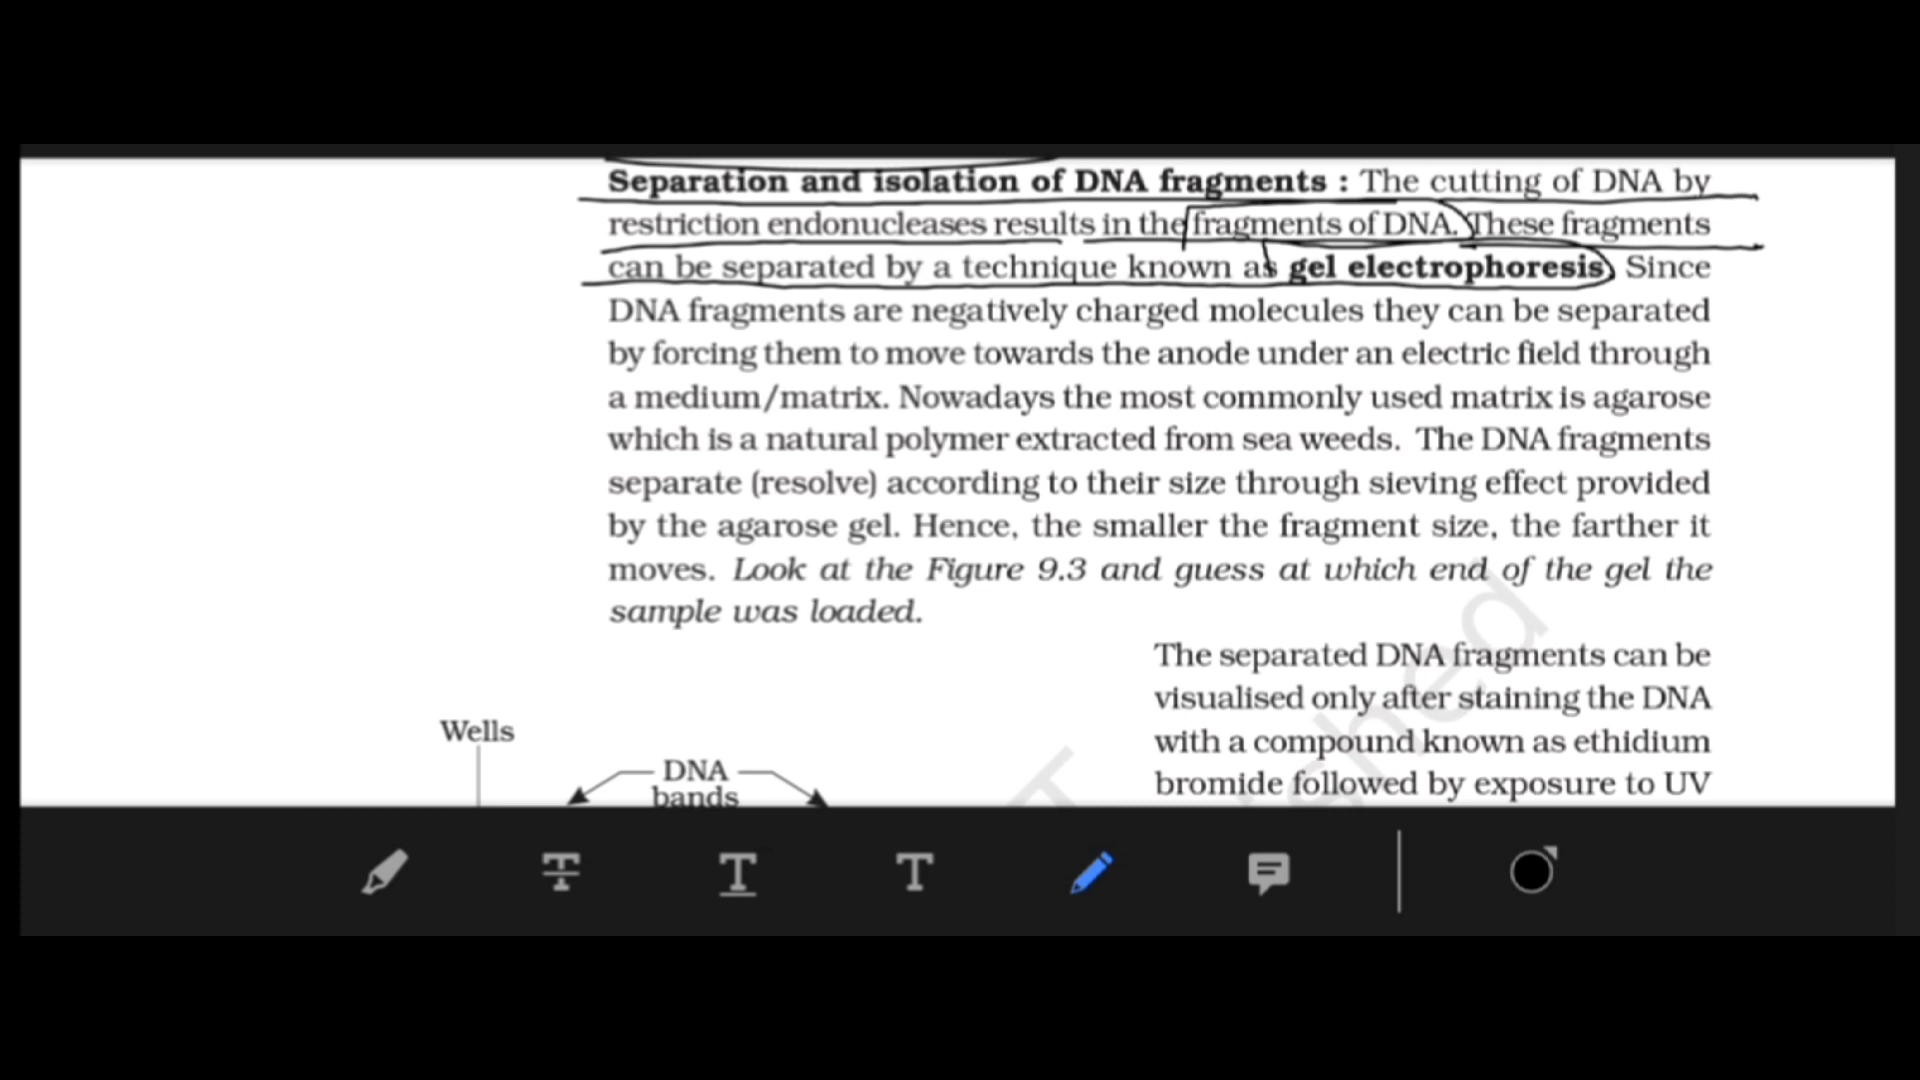 Separation and isolation of DNA fragments : The cutting of DNA by
restriction endonucleases results in the fragments of DNA. These fragments
can be separated by a technique known as gel electrophoresis. Since
DNA fragments are negatively charged molecules they can be separated
by forcing them to move towards the anode under an electric field through
a medium/matrix. Nowadays the most commonly used matrix is agarose
which is a natural polymer extracted from sea weeds. The DNA fragments
separate (resolve) according to their size through sieving effect provided
by the agarose gel. Hence, the smaller the fragment size, the farther it
moves. Look at the Figure 9.3 and guess at which end of the gel the
sample was loaded.
The separated DNA fragments can be
visualised only after staining the DNA
with a compound known as ethidium
bromide followed by exposure to UV
Wells
DNA
bands